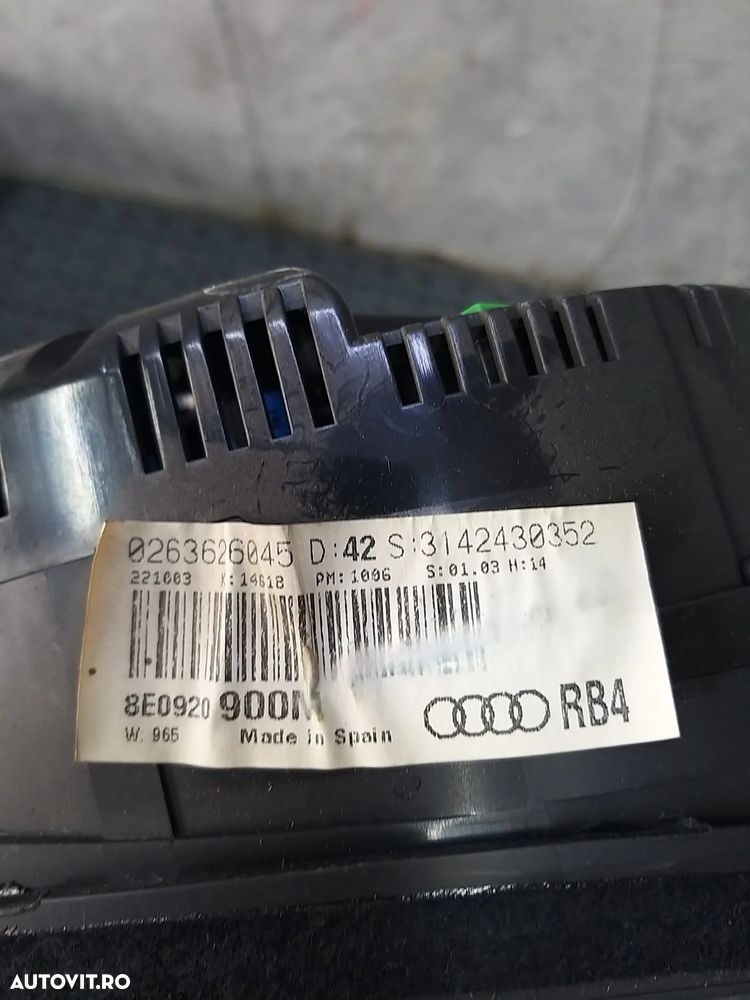 0263626045 D:42 S:3142430352
221003 K:14618 PM:1006 S:01.03 H:14
8E0920 900M RB4
W: 965 Made in Spain
AUTOVIT.RO